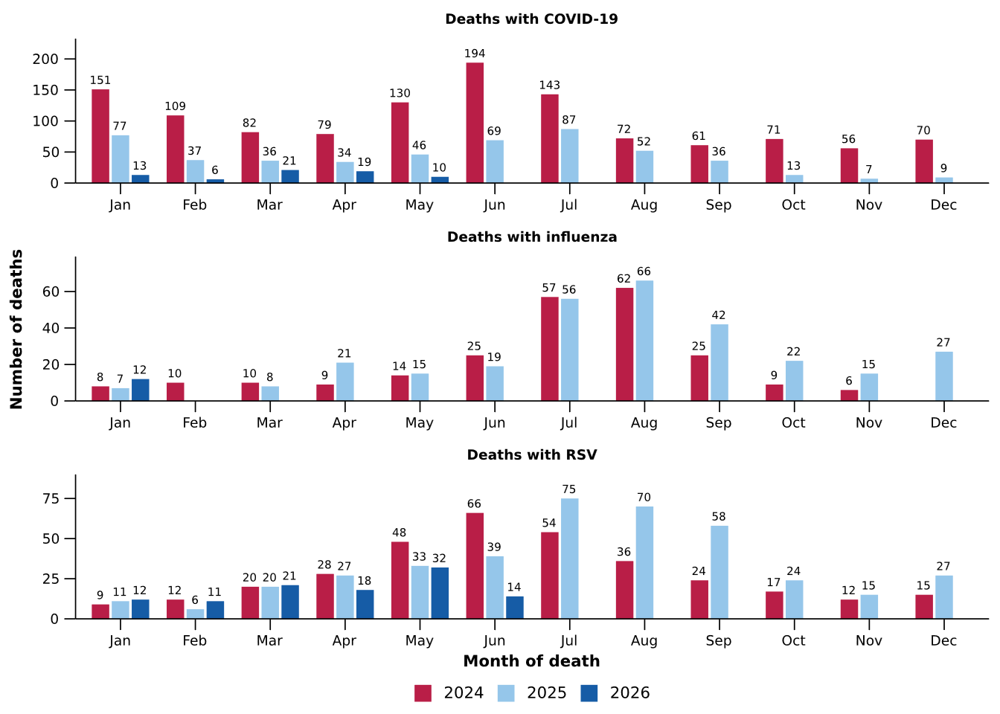 Deaths with COVID-19
200
150
100
50
0
151 77 13
109 37 6
82 36 21
79 34 19
130 46 10
194 69
143 87
72 52
61 36
71 13
56 7
70 9
Jan Feb Mar Apr May Jun Jul Aug Sep Oct Nov Dec
Number of deaths
Deaths with influenza
60
40
20
0
8 7 12
10
10 8
9 21
14 15
25 19
57 56
62 66
25 42
9 22
6 15
27
Jan Feb Mar Apr May Jun Jul Aug Sep Oct Nov Dec
Deaths with RSV
75
50
25
0
9 11 12
12 6 11
20 20 21
28 27 18
48 33 32
66 39 14
54 75
36 70
24 58
17 24
12 15
15 27
Jan Feb Mar Apr May Jun Jul Aug Sep Oct Nov Dec
Month of death
2024 2025 2026